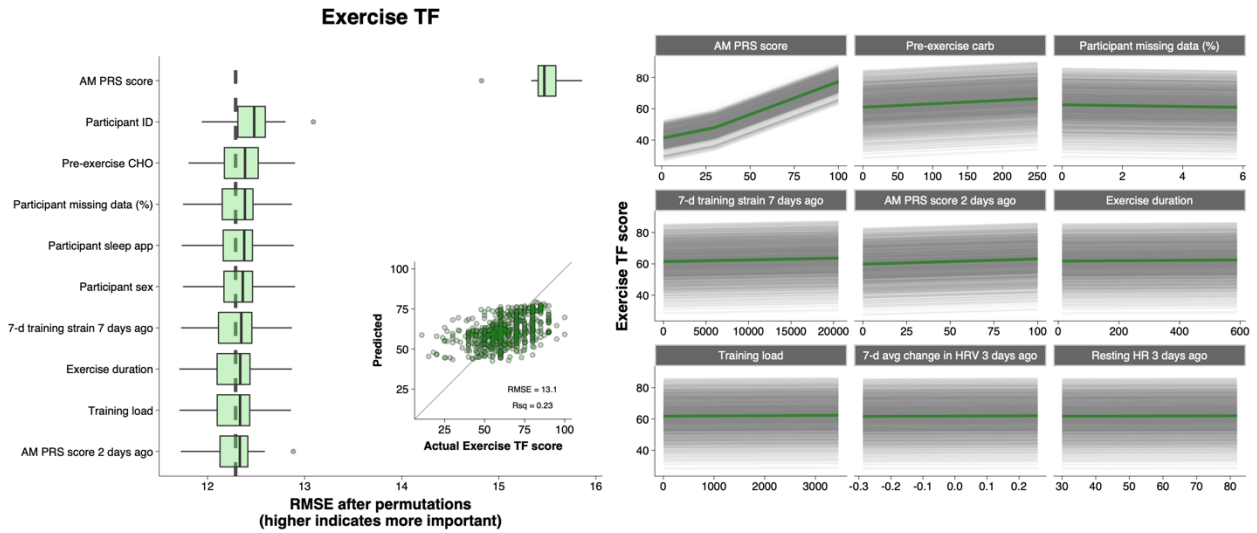 Exercise TF
AM PRS score
Participant ID
Pre-exercise CHO
Participant missing data (%)
Participant sleep app
Participant sex
7-d training strain 7 days ago
Exercise duration
Training load
AM PRS score 2 days ago
12
13
14
15
16
RMSE after permutations
(higher indicates more important)
Predicted
100
75
50
25
RMSE = 13.1
Rsq = 0.23
25
50
75
100
Actual Exercise TF score
Exercise TF score
AM PRS score
Pre-exercise carb
Participant missing data (%)
80
60
40
0 25 50 75 100
0 50 100 150 200 250
0 2 4 6
7-d training strain 7 days ago
AM PRS score 2 days ago
Exercise duration
80
60
40
0 5000 10000 15000 20000
0 25 50 75 100
0 200 400 600
Training load
7-d avg change in HRV 3 days ago
Resting HR 3 days ago
80
60
40
0 1000 2000 3000
-0.3 -0.2 -0.1 0.0 0.1 0.2
30 40 50 60 70 80